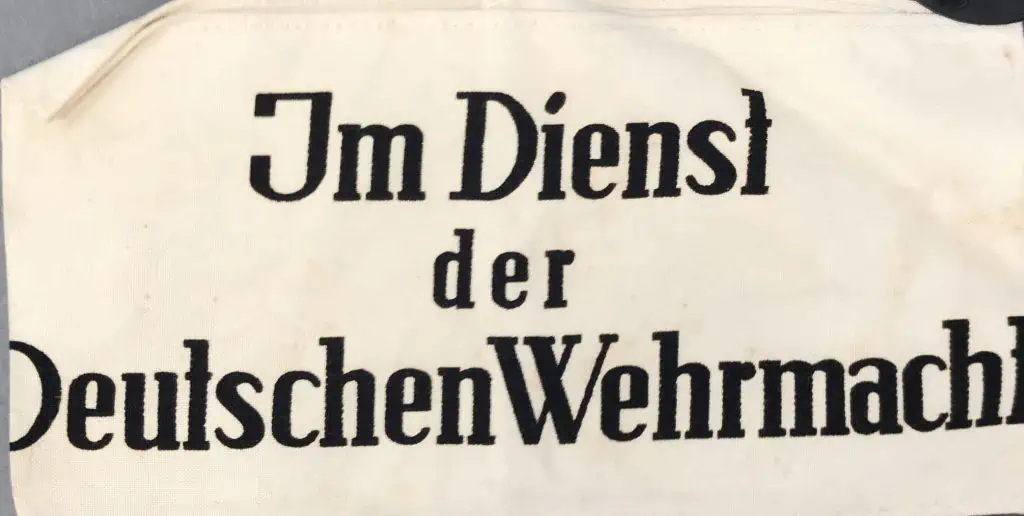 Im Dienst
der
Deutschen Wehrmacht